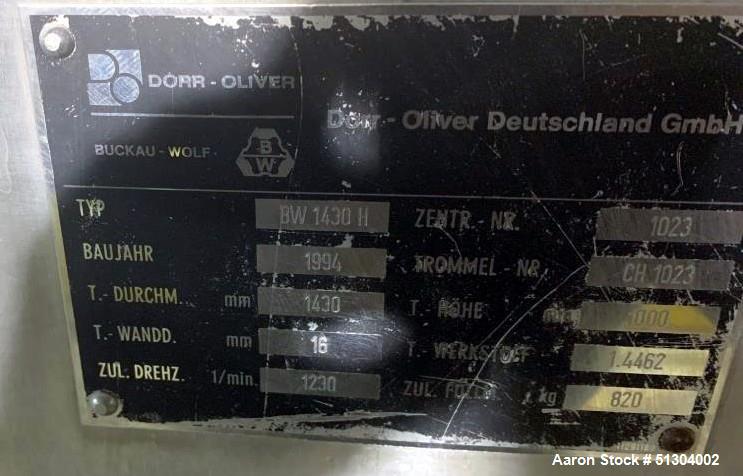 DORR-OLIVER
Dorr-Oliver Deutschland GmbH
BUCKAU-WOLF
B
W
TYP BW 1430 H ZENTR.-NR. 1023
BAUJAHR 1994 TROMMEL-NR. CH 1023
T.-DURCHM. mm 1430 T. HÖHE 1000
T.-WANDD. mm 16 T. WERKSTOFF 1.4462
ZUL. DREHZ. 1/min. 1230 ZUL. kg 820
Aaron Stock # 51304002